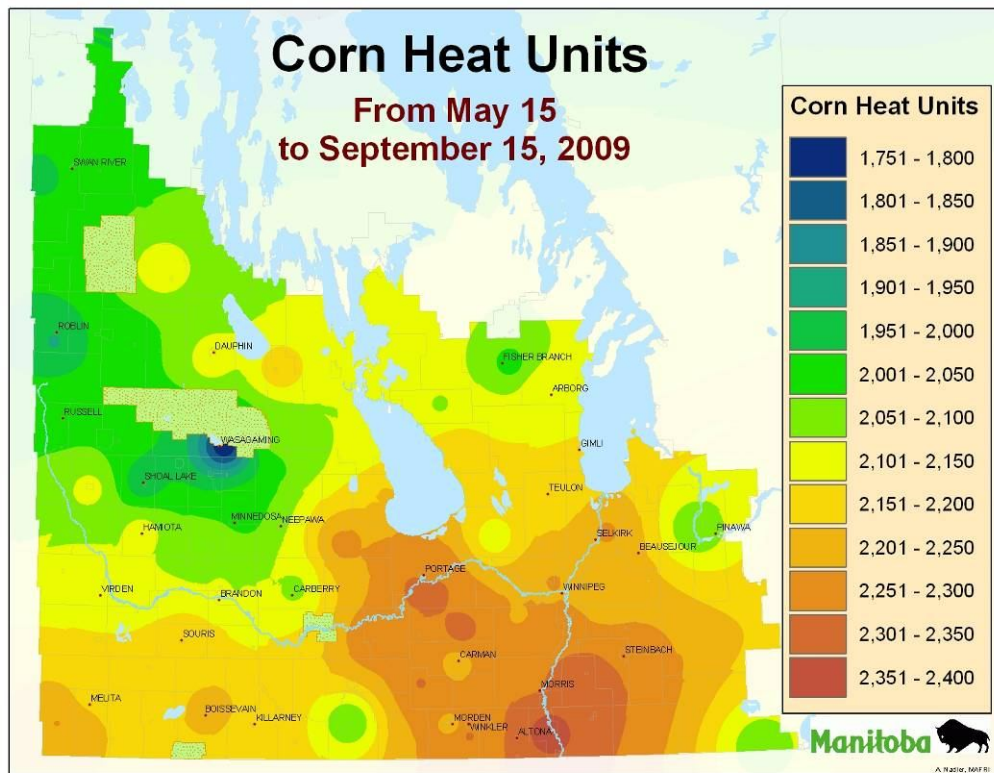 Corn Heat Units
From May 15
to September 15, 2009
Corn Heat Units
1,751 - 1,800
1,801 - 1,850
1,851 - 1,900
1,901 - 1,950
1,951 - 2,000
2,001 - 2,050
2,051 - 2,100
2,101 - 2,150
2,151 - 2,200
2,201 - 2,250
2,251 - 2,300
2,301 - 2,350
2,351 - 2,400
SWAN RIVER
ROBLIN
DAUPHIN
FISHER BRANCH
ARBORG
RUSSELL
WASAGAMING
GIMLI
SHOAL LAKE
TEULON
MINNEDOSA
NEEPAWA
HAMIOTA
SELKIRK
PINAWA
BEAUSEJOUR
PORTAGE
VIRDEN
BRANDON
CARBERRY
WINNIPEG
SOURIS
CARMAN
STEINBACH
MELITA
MORRIS
BOISSEVAIN
KILLARNEY
MORDEN
WINKLER
ALTONA
Manitoba
A. Nadler, MAFRI